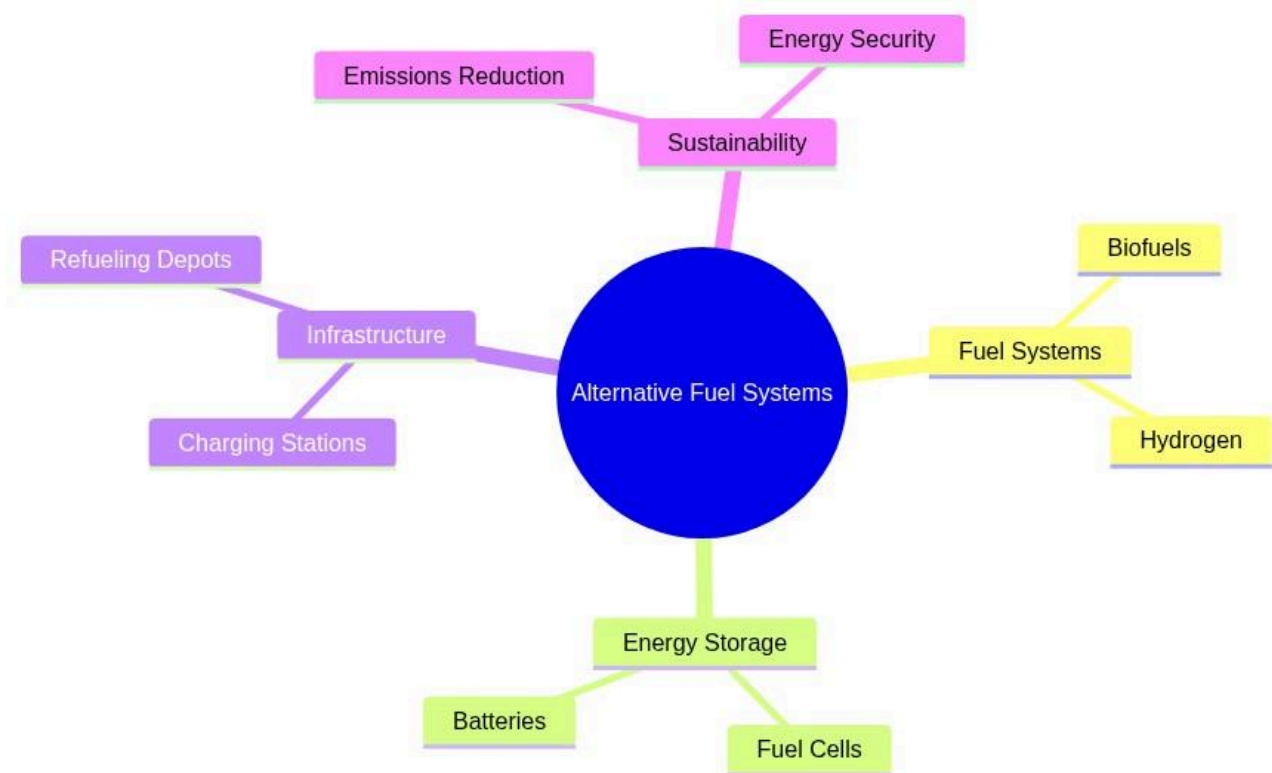 Energy Security
Emissions Reduction
Sustainability
Refueling Depots
Biofuels
Infrastructure
Fuel Systems
Alternative Fuel Systems
Charging Stations
Hydrogen
Energy Storage
Batteries
Fuel Cells